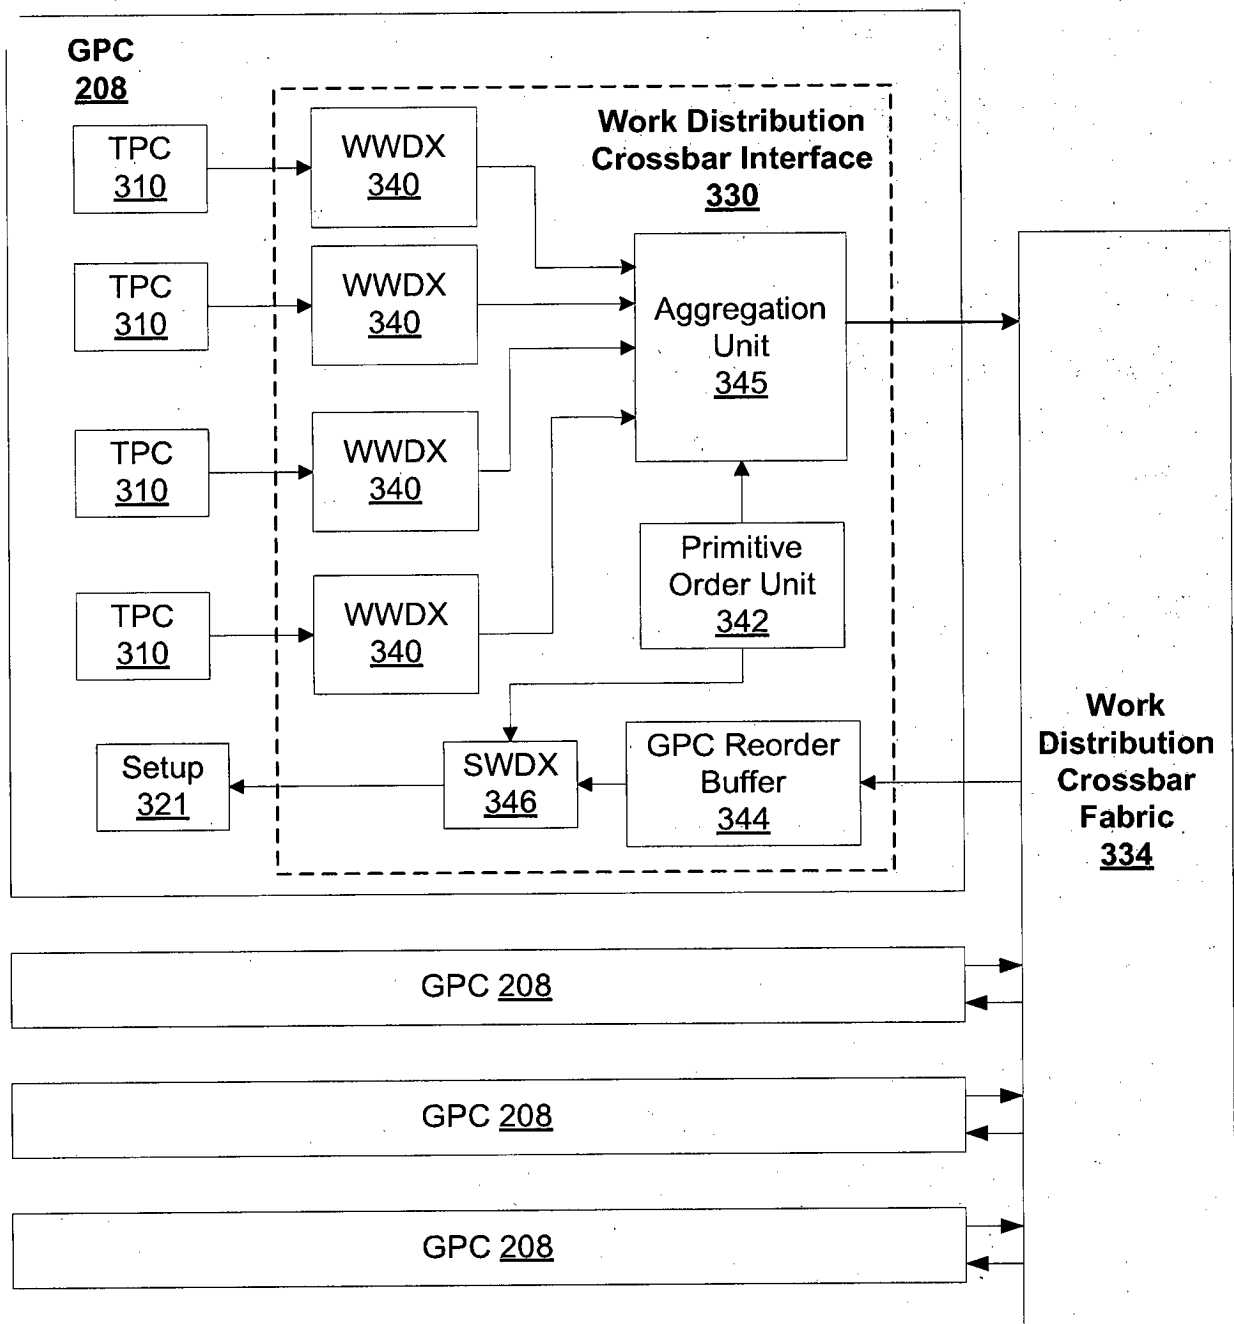 GPC
208
TPC
310
WWDX
340
Work Distribution
Crossbar Interface
330
TPC
310
WWDX
340
Aggregation
Unit
345
TPC
310
WWDX
340
Primitive
Order Unit
342
TPC
310
WWDX
340
Setup
321
SWDX
346
GPC Reorder
Buffer
344
Work
Distribution
Crossbar
Fabric
334
GPC 208
GPC 208
GPC 208